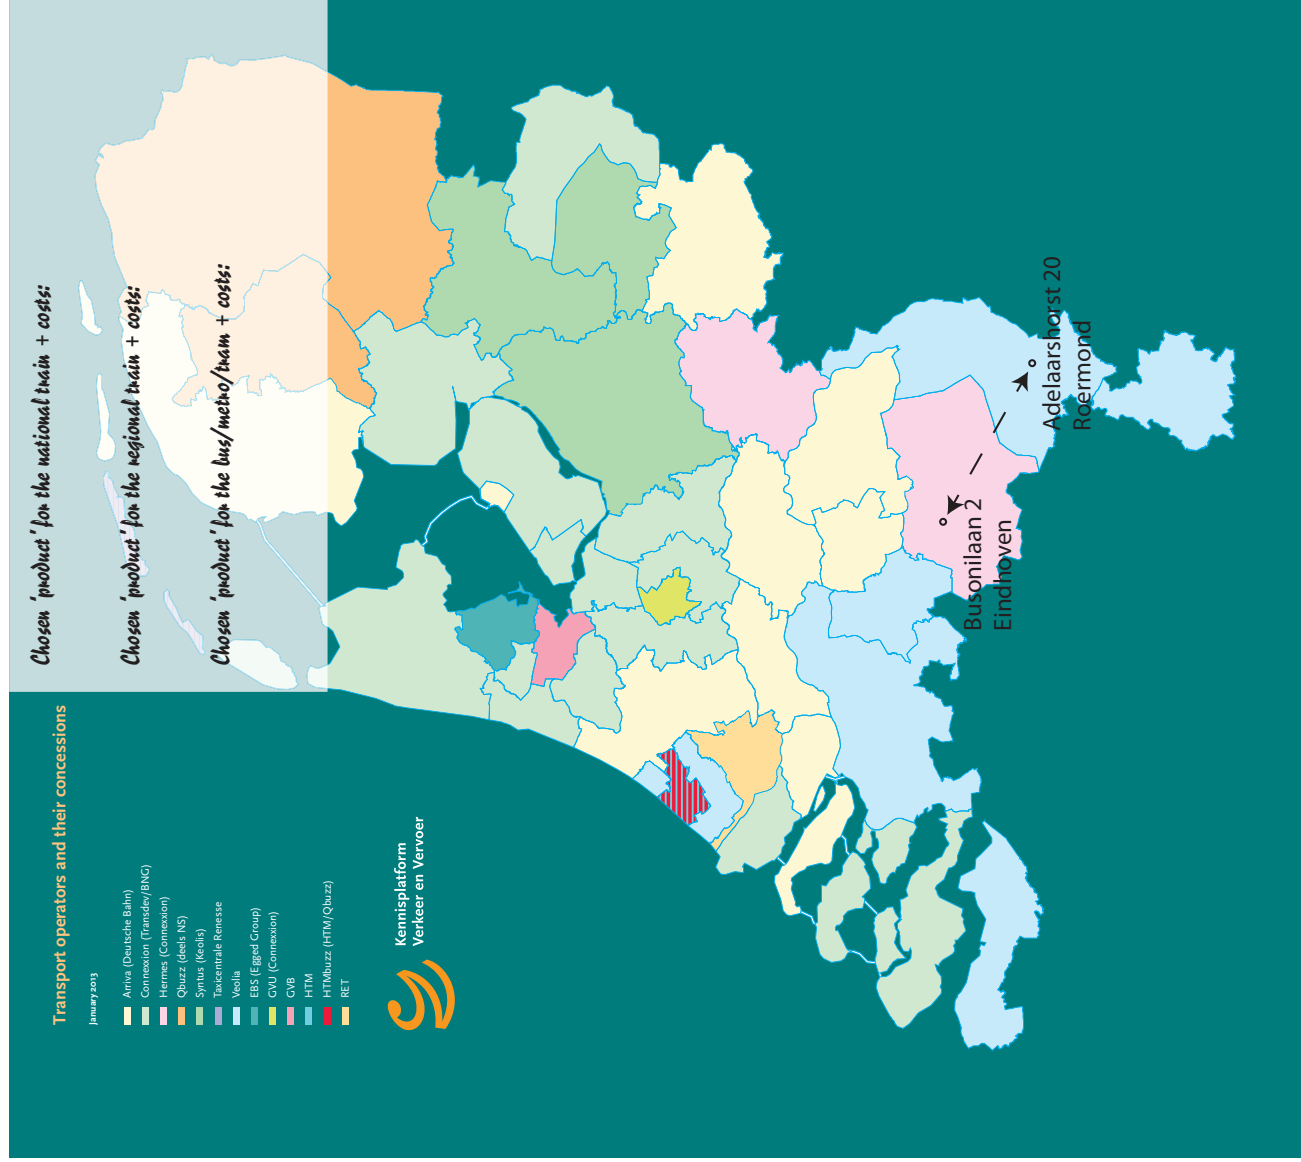 Chosen 'product' for the national train + costs:
Chosen 'product' for the regional train + costs:
Chosen 'product' for the bus/metro/tram + costs:
Transport operators and their concessions
January 2013
Arriva (Deutsche Bahn)
Connexxion (Transdev/BNG)
Hermes (Connexxion)
Qbuzz (deels NS)
Syntus (Keolis)
Taxicentrale Renesse
Veolia
EBS (Egged Group)
GVU (Connexxion)
GVB
HTM
HTMbuzz (HTM/Qbuzz)
RET
Kennisplatform
Verkeer en Vervoer
Busonilaan 2
Eindhoven
Adelaarshorst 20
Roermond